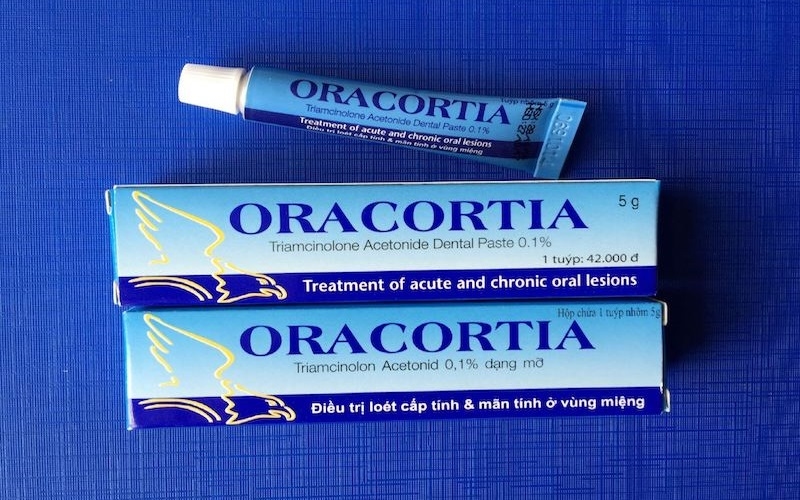 ORACORTIA
Tuýp nhôm 5 g
Triamcinolone Acetonide Dental Paste 0.1%
Treatment of acute and chronic oral lesions
Điều trị loét cấp tính & mãn tính ở vùng miệng
ORACORTIA
5 g
Triamcinolone Acetonide Dental Paste 0.1%
1 tuýp: 42.000 đ
Treatment of acute and chronic oral lesions
Hộp chứa 1 tuýp nhôm 5g
ORACORTIA
Triamcinolon Acetonid 0,1% dạng mỡ
Điều trị loét cấp tính & mãn tính ở vùng miệng